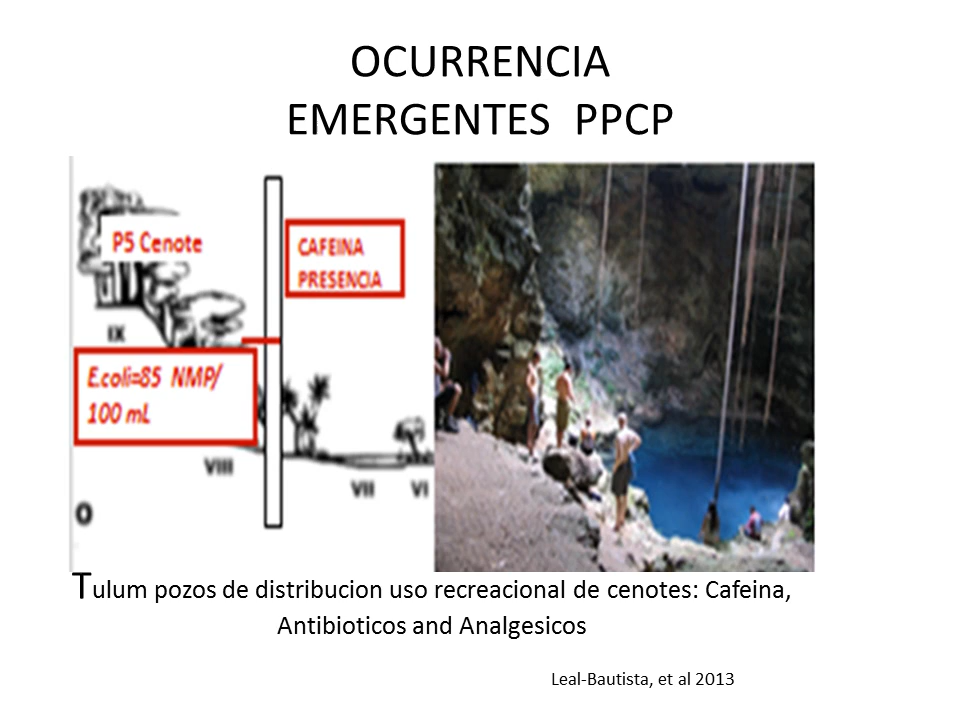 OCURRENCIA
EMERGENTES PPCP
P5 Cenote
CAFEINA
PRESENCIA
IX
E.coli=85 NMP/
100 mL
VIII
VII
VI
O
Tulum pozos de distribucion uso recreacional de cenotes: Cafeina,
Antibioticos and Analgesicos
Leal-Bautista, et al 2013